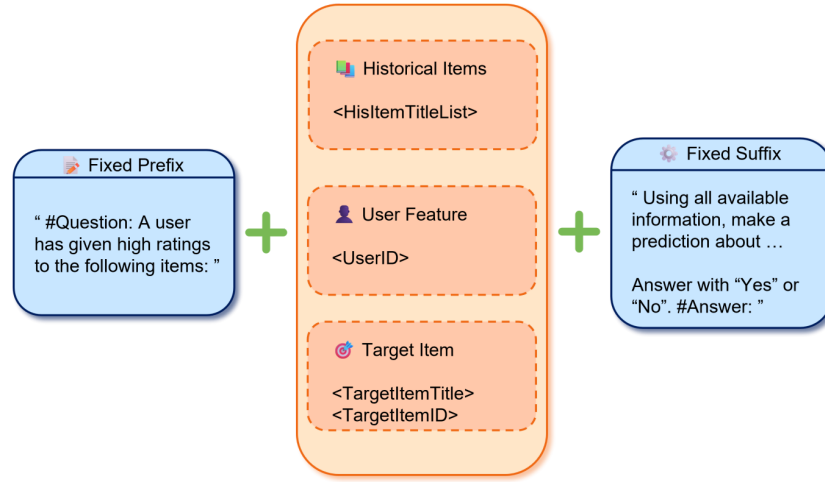 Fixed Prefix
“ #Question: A user
has given high ratings
to the following items: ”
Historical Items
<HisItemTitleList>
User Feature
<UserID>
Target Item
<TargetItemTitle>
<TargetItemID>
Fixed Suffix
“ Using all available
information, make a
prediction about …
Answer with “Yes” or
“No”. #Answer: ”